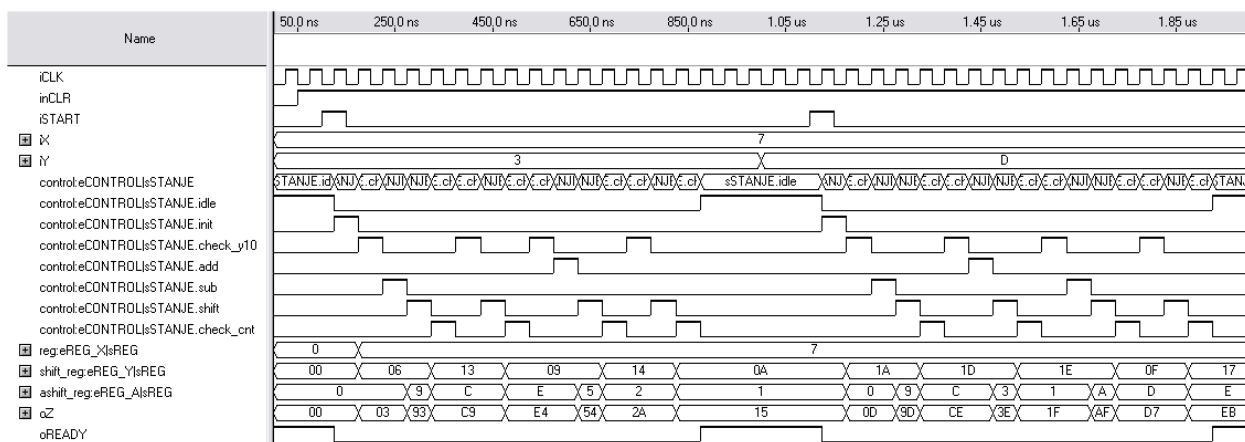 Name
50.0 ns 250.0 ns 450.0 ns 650.0 ns 850.0 ns 1.05 us 1.25 us 1.45 us 1.65 us 1.85 us
iCLK
inCLR
iSTART
iX 7
iY 3 D
control:eCONTROL|sSTANJE sSTANJE.idle
control:eCONTROL|sSTANJE.idle
control:eCONTROL|sSTANJE.init
control:eCONTROL|sSTANJE.check_y10
control:eCONTROL|sSTANJE.add
control:eCONTROL|sSTANJE.sub
control:eCONTROL|sSTANJE.shift
control:eCONTROL|sSTANJE.check_cnt
reg:eREG_X|sREG 0 7
shift_reg:eREG_Y|sREG 00 06 13 09 14 0A 1A 1D 1E 0F 17
ashift_reg:eREG_A|sREG 0 9 C E 5 2 1 0 9 C 3 1 A D E
oZ 00 03 93 C9 E4 54 2A 15 0D 9D CE 3E 1F AF D7 EB
oREADY